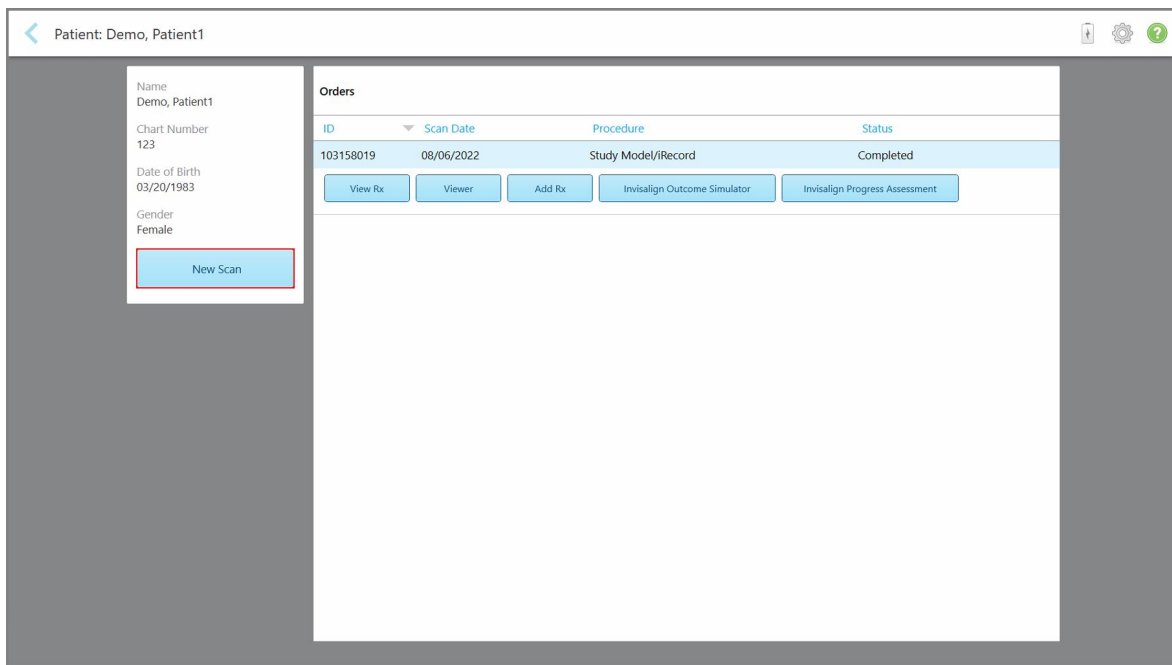 Patient: Demo, Patient1
?
Name
Demo, Patient1
Chart Number
123
Date of Birth
03/20/1983
Gender
Female
New Scan
Orders
ID Scan Date Procedure Status
103158019 08/06/2022 Study Model/iRecord Completed
View Rx Viewer Add Rx Invisalign Outcome Simulator Invisalign Progress Assessment